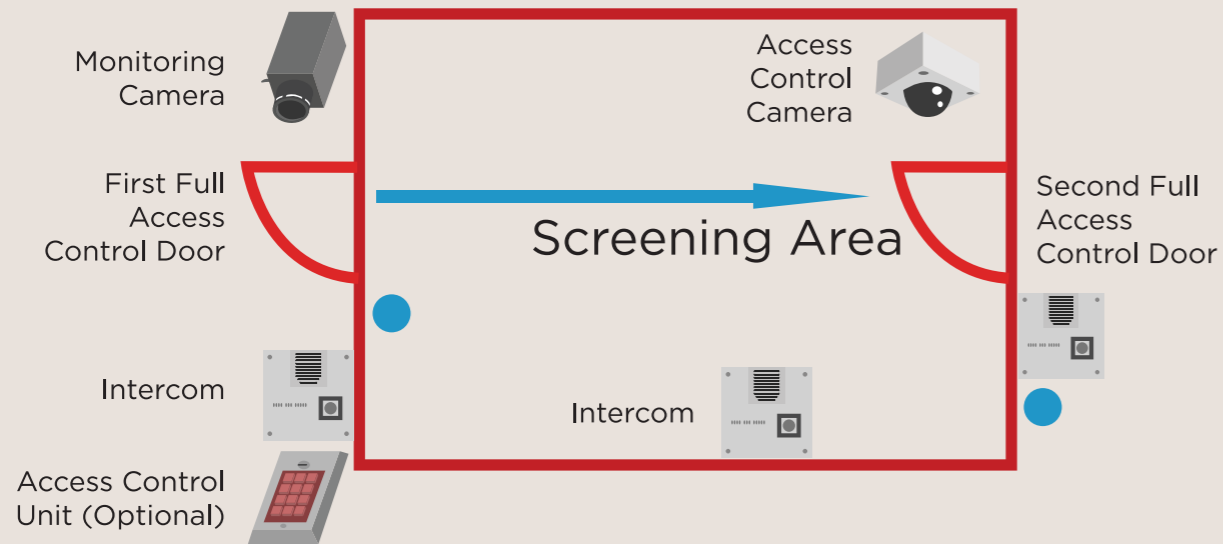 Monitoring
Camera
Access
Control
Camera
First Full
Access
Control Door
Screening Area
Second Full
Access
Control Door
Intercom
Intercom
Access Control
Unit (Optional)